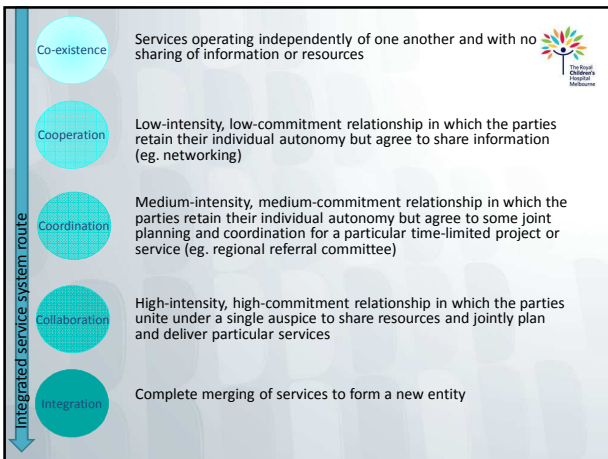 Co-existence
Services operating independently of one another and with no
sharing of information or resources
The Royal
Children's
Hospital
Melbourne
Cooperation
Low-intensity, low-commitment relationship in which the parties
retain their individual autonomy but agree to share information
(eg. networking)
Coordination
Medium-intensity, medium-commitment relationship in which the
parties retain their individual autonomy but agree to some joint
planning and coordination for a particular time-limited project or
service (eg. regional referral committee)
Collaboration
High-intensity, high-commitment relationship in which the parties
unite under a single auspice to share resources and jointly plan
and deliver particular services
Integration
Complete merging of services to form a new entity
Integrated service system route